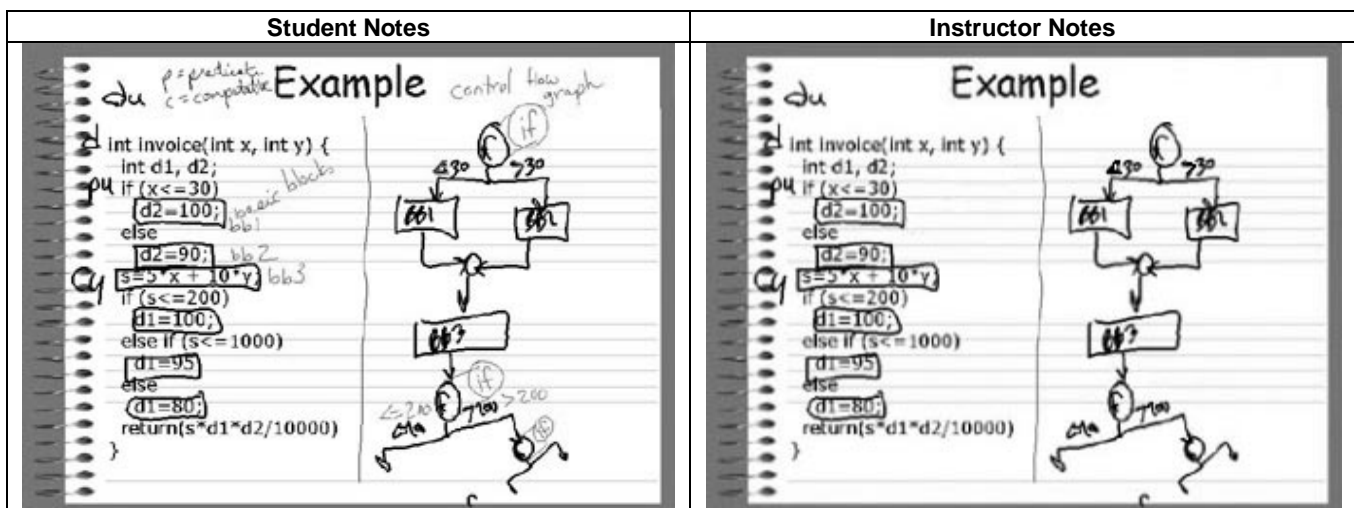 Student Notes
Instructor Notes
p = predicate
c =
du
Example
control flow
graph
if
d
int invoice(int x, int y) {
int d1, d2;
pu if (x<=30)
d2=100;
basic blocks
bb1
else
d2=90; bb2
cu s=5*x + 10*y; bb3
if (s<=200)
d1=100;
else if (s<=1000)
d1=95
else
d1=80;
return(s*d1*d2/10000)
}
≤30 >30
bb1 bb2
bb3
if
<=200 >200
if
du
Example
d
int invoice(int x, int y) {
int d1, d2;
pu if (x<=30)
d2=100;
else
d2=90;
cu s=5*x + 10*y;
if (s<=200)
d1=100;
else if (s<=1000)
d1=95
else
d1=80;
return(s*d1*d2/10000)
}
≤30 >30
bb1 bb2
bb3